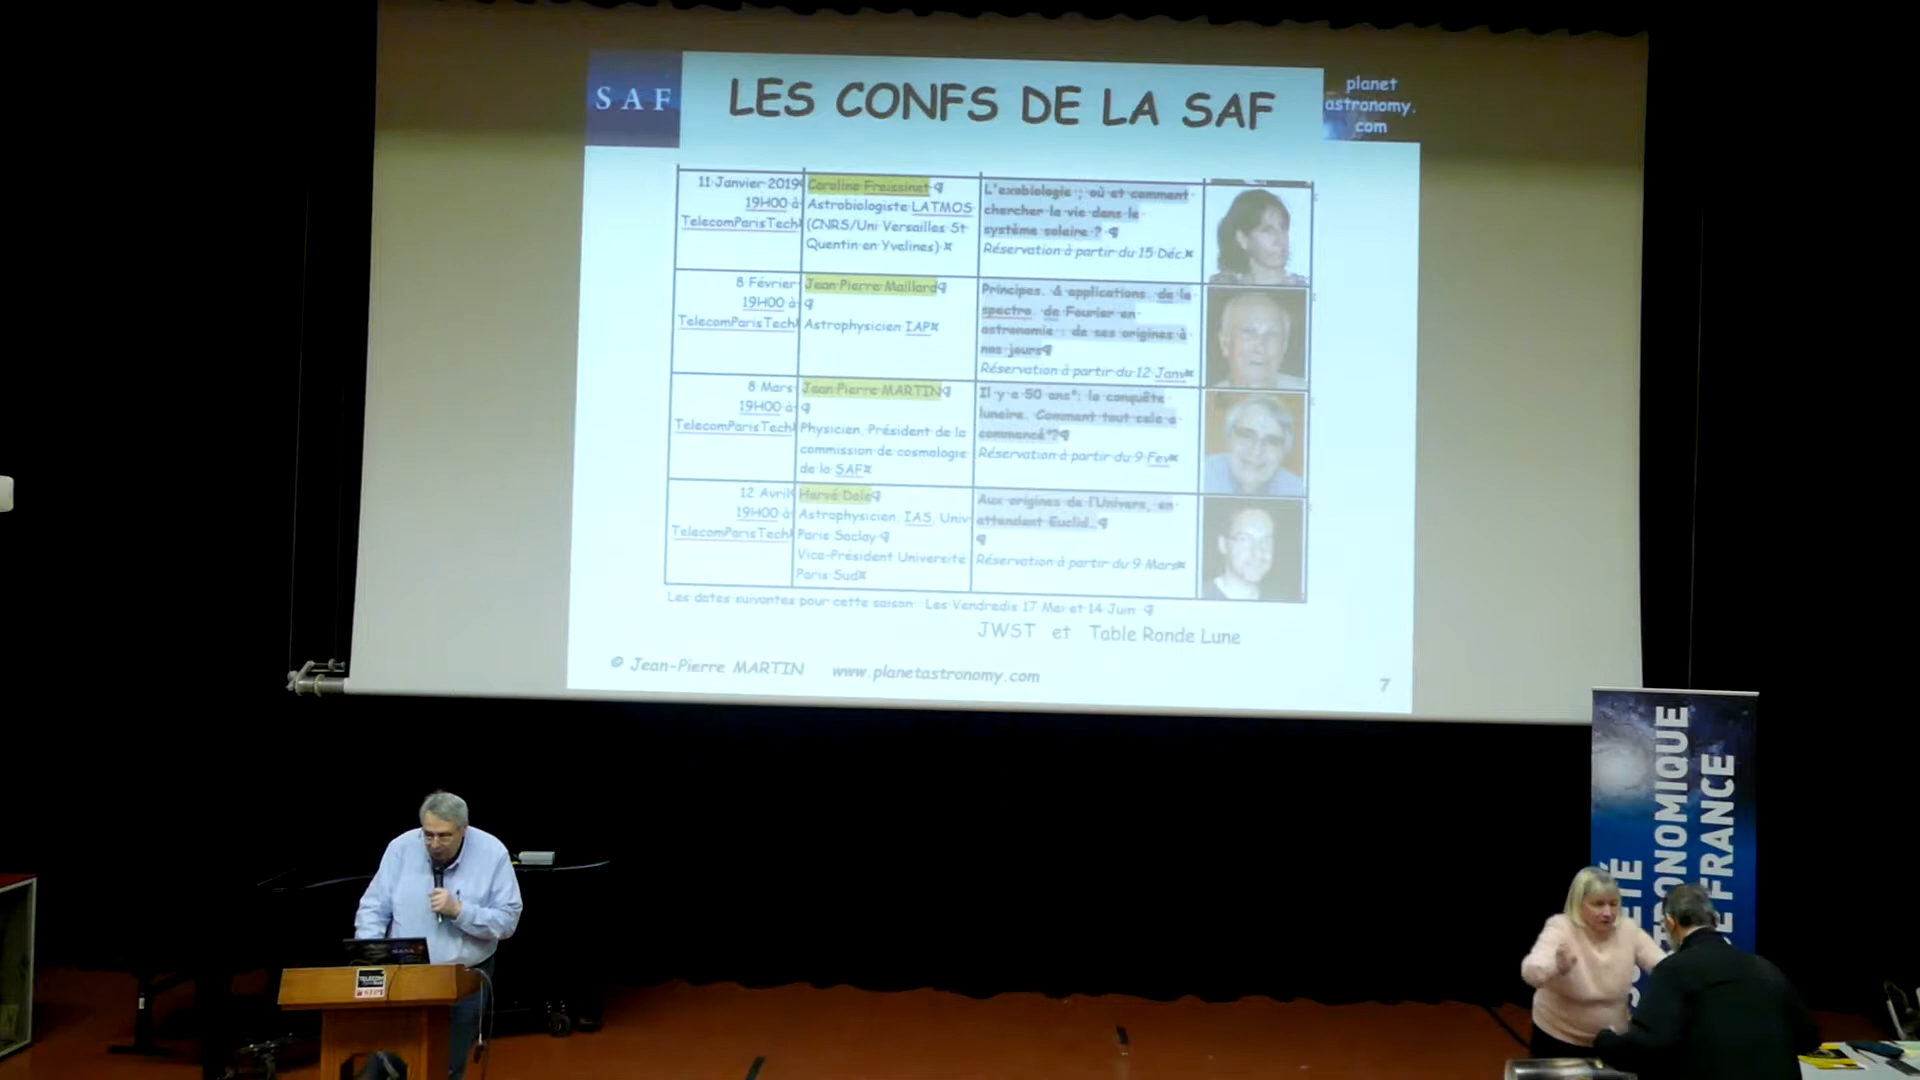 SAF
LES CONFS DE LA SAF
planet
astronomy.
com
11 Janvier 2019
19H00 à
TelecomParisTech
Caroline Freissinet
Astrobiologiste LATMOS
(CNRS/Uni Versailles St
Quentin en Yvelines)
L'exobiologie ; où et comment
chercher la vie dans le
système solaire ?
Réservation à partir du 15 Déc.
8 Février
19H00 à
TelecomParisTech
Jean Pierre Maillard
Astrophysicien IAP
Principes. & applications. de la
spectro. de Fourier en
astronomie : de ses origines à
nos jours
Réservation à partir du 12 Janv
8 Mars
19H00 à
TelecomParisTech
Jean Pierre MARTIN
Physicien, Président de la
commission de cosmologie
de la SAF
Il y a 50 ans : la conquête
lunaire. Comment tout cela a
commancé ?
Réservation à partir du 9 Fev
12 Avril
19H00 à
TelecomParisTech
Hervé Dole
Astrophysicien, IAS, Univ
Paris Saclay
Vice-Président Université
Paris Sud
Aux origines de l'Univers, en
attendant Euclid..
Réservation à partir du 9 Mars
Les dates suivantes pour cette saison : Les Vendredis 17 Mai et 14 Juin
JWST et Table Ronde Lune
© Jean-Pierre MARTIN www.planetastronomy.com
7
ONOMIQUE
FRANCE
TELECOM